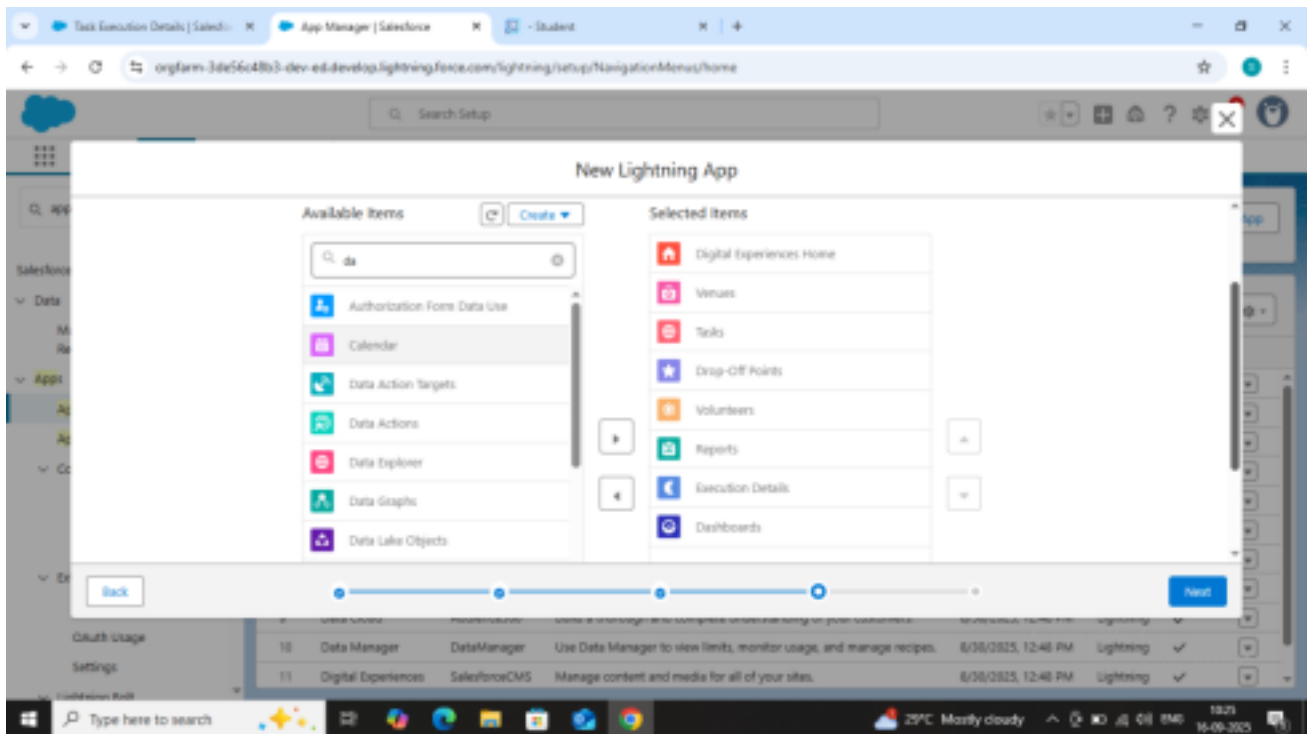 Task Execution Details | Salesfo
App Manager | Salesforce
- Student
orgfarm-3de56c48b3-dev-ed.develop.lightning.force.com/lightning/setup/NavigationMenus/home
Search Setup
New Lightning App
app
App
Available Items
Create
Selected Items
da
Authorization Form Data Use
Calendar
Data Action Targets
Data Actions
Data Explorer
Data Graphs
Data Lake Objects
Digital Experiences Home
Venues
Tasks
Drop-Off Points
Volunteers
Reports
Execution Details
Dashboards
Salesforce
Data
Apps
Back
Next
OAuth Usage
Settings
10 Data Manager DataManager Use Data Manager to view limits, monitor usage, and manage recipes. 8/30/2025, 12:48 PM Lightning
11 Digital Experiences SalesforceCMS Manage content and media for all of your sites. 8/30/2025, 12:48 PM Lightning
Type here to search
29°C Mostly cloudy
ENG
10:25
16-09-2025